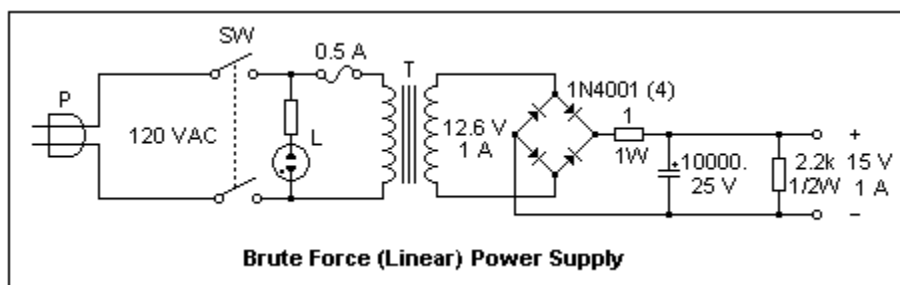 SW
0.5 A
T
P
120 VAC
L
12.6 V
1 A
1N4001 (4)
1
1W
10000.
25 V
+
2.2k
1/2W
+
15 V
1 A
−
Brute Force (Linear) Power Supply